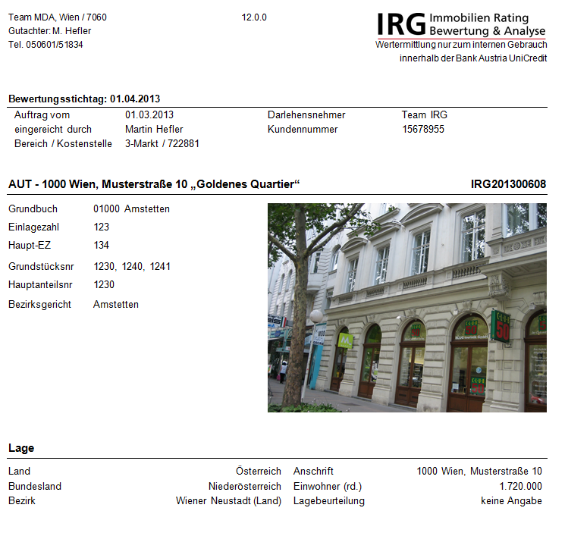 Team MDA, Wien / 7060 12.0.0
Gutachter: M. Hefler
Tel. 050601/51834
IRG Immobilien Rating
Bewertung & Analyse
Wertermittlung nur zum internen Gebrauch
innerhalb der Bank Austria UniCredit
Bewertungsstichtag: 01.04.2013
Auftrag vom 01.03.2013 Darlehensnehmer Team IRG
eingereicht durch Martin Hefler Kundennummer 15678955
Bereich / Kostenstelle 3-Markt / 722881
AUT - 1000 Wien, Musterstraße 10 „Goldenes Quartier“ IRG201300608
Grundbuch 01000 Amstetten
Einlagezahl 123
Haupt-EZ 134
Grundstücksnr 1230, 1240, 1241
Hauptanteilsnr 1230
Bezirksgericht Amstetten
Lage
Land Österreich Anschrift 1000 Wien, Musterstraße 10
Bundesland Niederösterreich Einwohner (rd.) 1.720.000
Bezirk Wiener Neustadt (Land) Lagebeurteilung keine Angabe